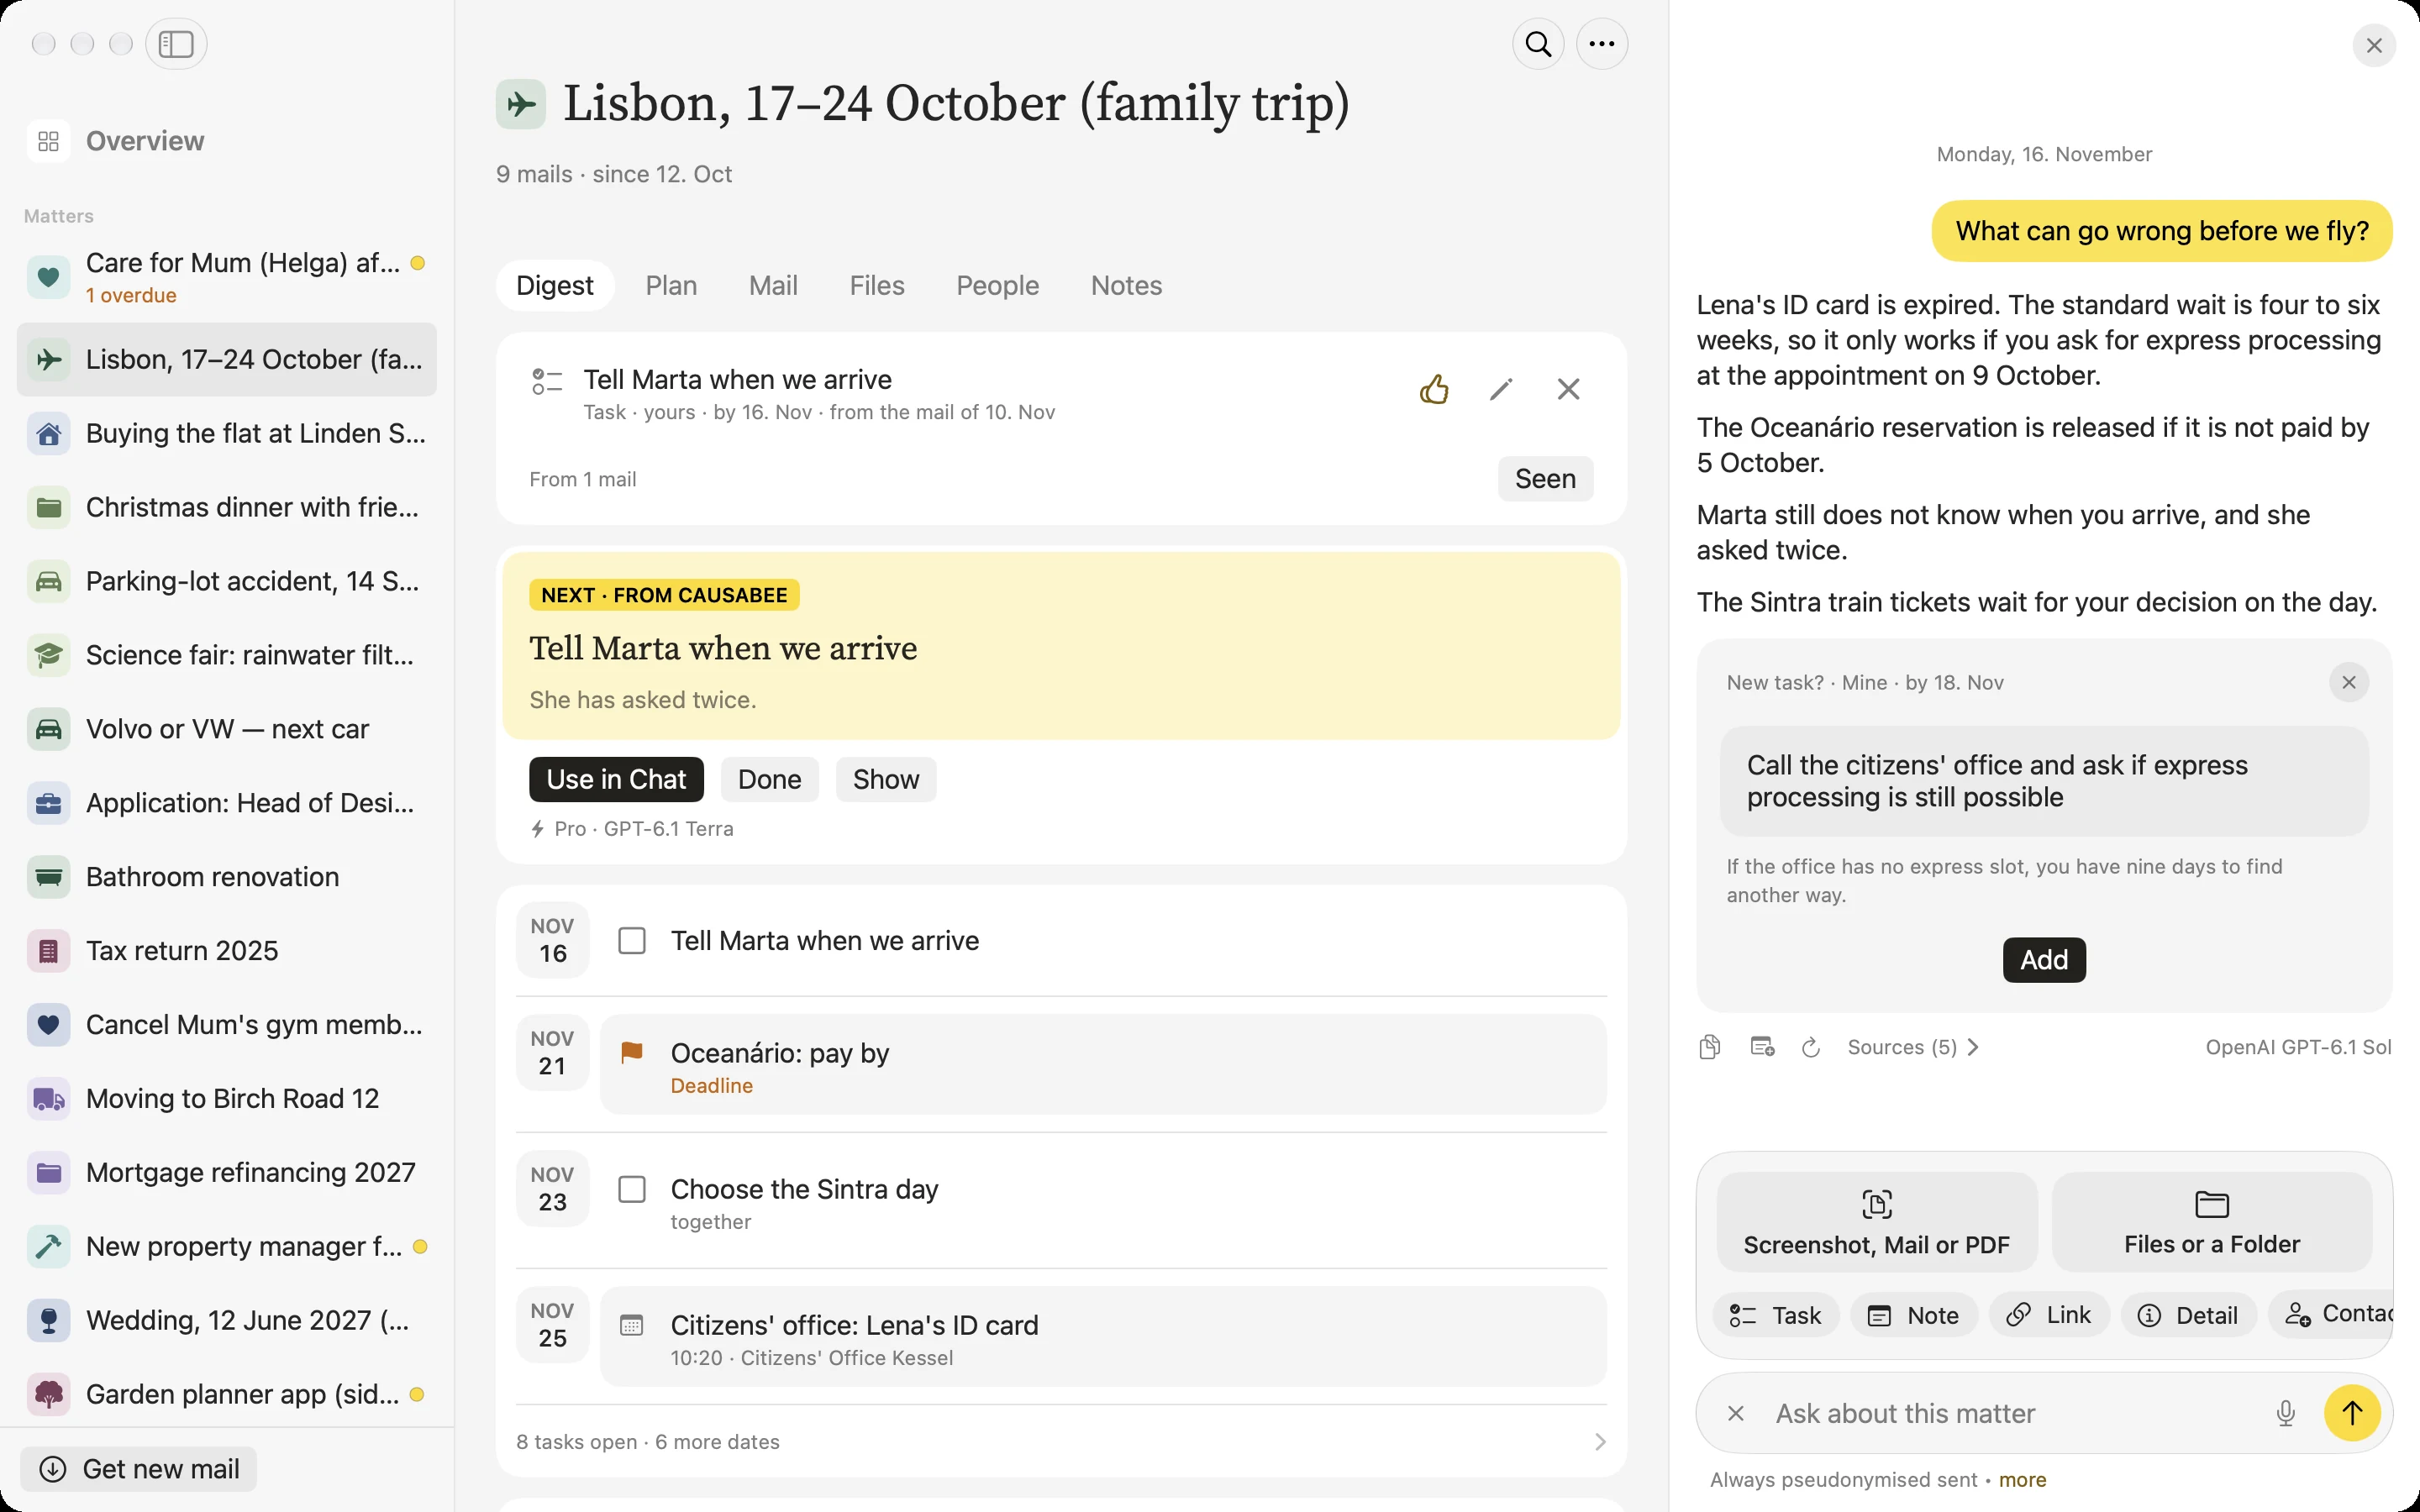 Overview
Matters
Care for Mum (Helga) af...
1 overdue
Lisbon, 17–24 October (fa...
Buying the flat at Linden S...
Christmas dinner with frie...
Parking-lot accident, 14 S...
Science fair: rainwater filt...
Volvo or VW — next car
Application: Head of Desi...
Bathroom renovation
Tax return 2025
Cancel Mum's gym memb...
Moving to Birch Road 12
Mortgage refinancing 2027
New property manager f...
Wedding, 12 June 2027 (...
Garden planner app (sid...
Get new mail
Lisbon, 17–24 October (family trip)
9 mails · since 12. Oct
Digest
Plan
Mail
Files
People
Notes
Tell Marta when we arrive
Task · yours · by 16. Nov · from the mail of 10. Nov
From 1 mail
Seen
NEXT · FROM CAUSABEE
Tell Marta when we arrive
She has asked twice.
Use in Chat
Done
Show
Pro · GPT-6.1 Terra
NOV
16
Tell Marta when we arrive
NOV
21
Oceanário: pay by
Deadline
NOV
23
Choose the Sintra day
together
NOV
25
Citizens' office: Lena's ID card
10:20 · Citizens' Office Kessel
8 tasks open · 6 more dates
Monday, 16. November
What can go wrong before we fly?
Lena's ID card is expired. The standard wait is four to six
weeks, so it only works if you ask for express processing
at the appointment on 9 October.
The Oceanário reservation is released if it is not paid by
5 October.
Marta still does not know when you arrive, and she
asked twice.
The Sintra train tickets wait for your decision on the day.
New task? · Mine · by 18. Nov
Call the citizens' office and ask if express
processing is still possible
If the office has no express slot, you have nine days to find
another way.
Add
Sources (5)
OpenAI GPT-6.1 Sol
Screenshot, Mail or PDF
Files or a Folder
Task
Note
Link
Detail
Contac
Ask about this matter
Always pseudonymised sent • more